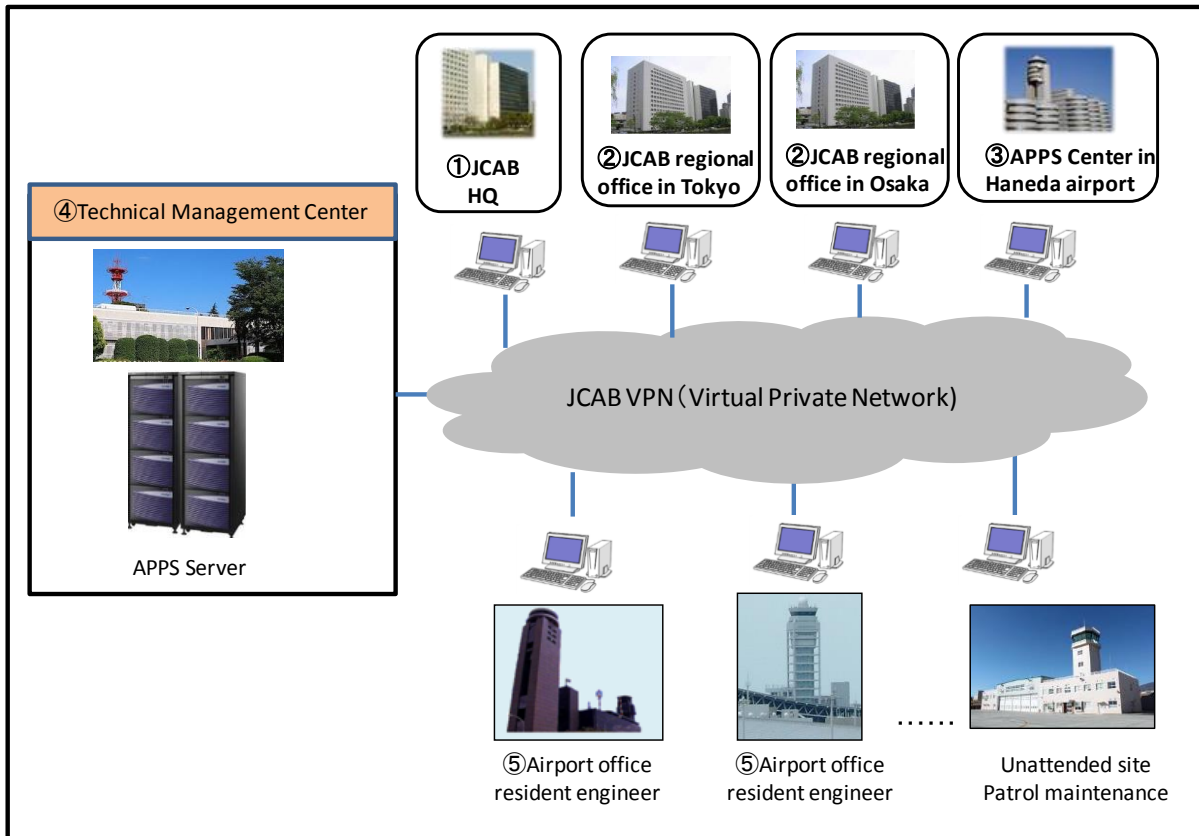 ①JCAB
HQ
②JCAB regional
office in Tokyo
②JCAB regional
office in Osaka
③APPS Center in
Haneda airport
④Technical Management Center
APPS Server
JCAB VPN（Virtual Private Network)
⑤Airport office
resident engineer
⑤Airport office
resident engineer
......
Unattended site
Patrol maintenance